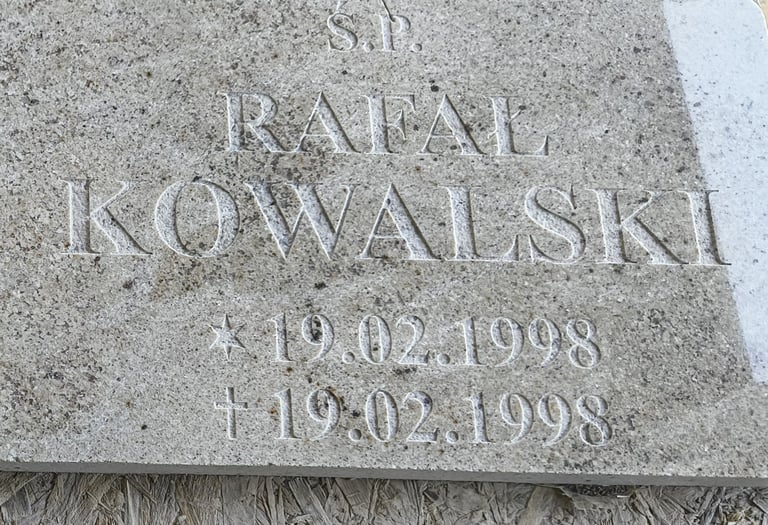 Ś.P.
RAFAŁ
KOWALSKI
* 19.02.1998
† 19.02.1998